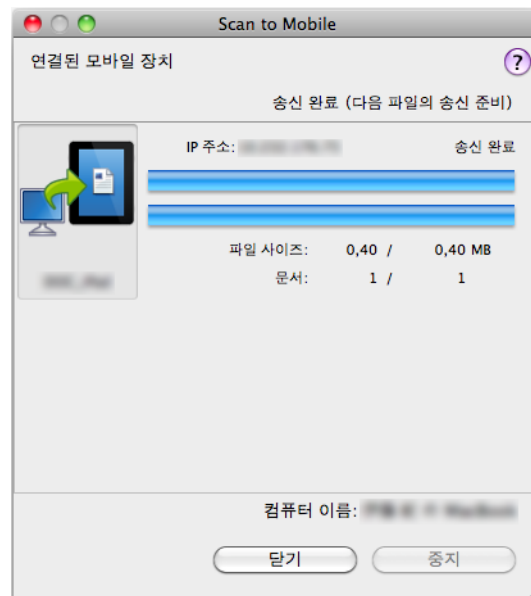 Scan to Mobile
연결된 모바일 장치
?
송신 완료 (다음 파일의 송신 준비)
IP 주소: 송신 완료
파일 사이즈: 0,40 / 0,40 MB
문서: 1 / 1
컴퓨터 이름:
닫기 중지